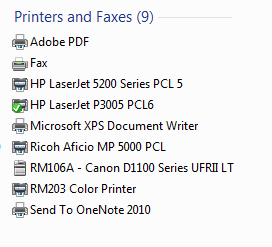 Printers and Faxes (9)
Adobe PDF
Fax
HP LaserJet 5200 Series PCL 5
HP LaserJet P3005 PCL6
Microsoft XPS Document Writer
Ricoh Aficio MP 5000 PCL
RM106A - Canon D1100 Series UFRII LT
RM203 Color Printer
Send To OneNote 2010